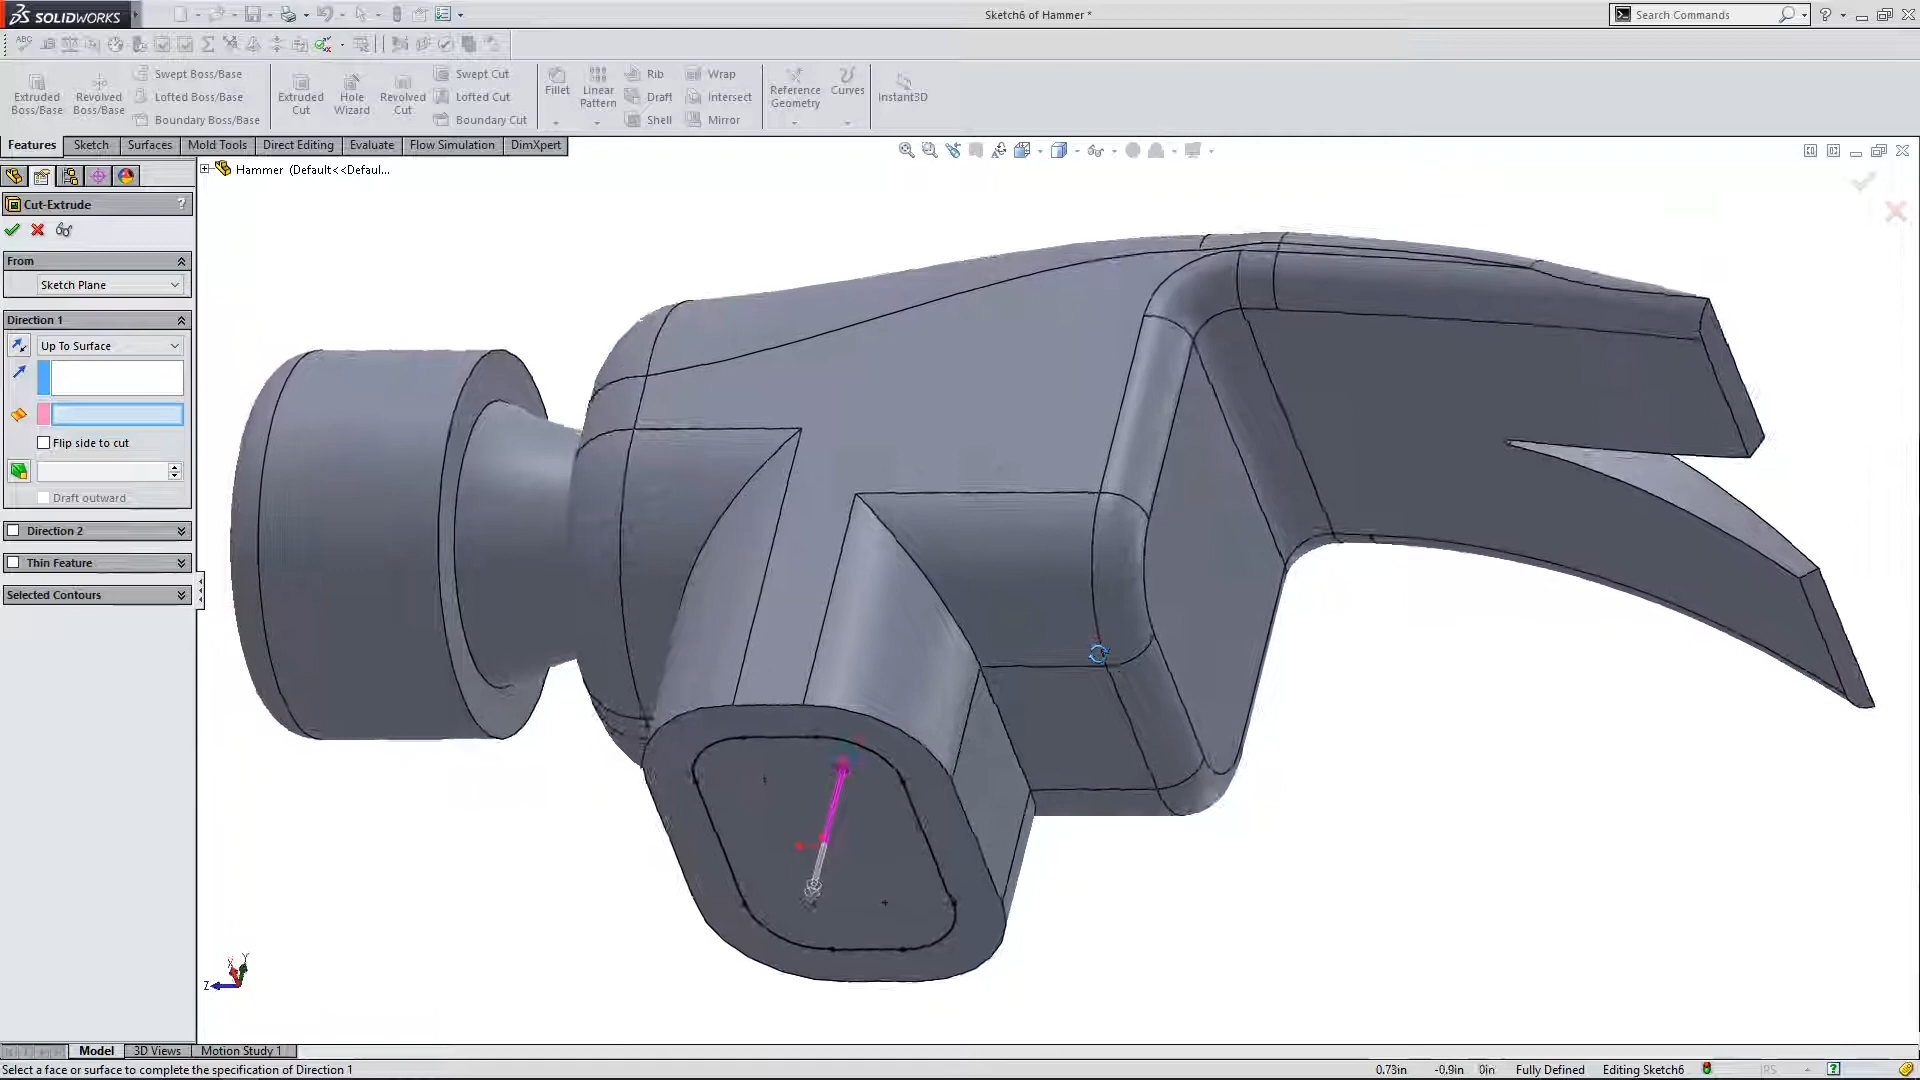 SOLIDWORKS
Sketch6 of Hammer *
Search Commands
Extruded Boss/Base
Revolved Boss/Base
Swept Boss/Base
Lofted Boss/Base
Boundary Boss/Base
Extruded Cut
Hole Wizard
Revolved Cut
Swept Cut
Lofted Cut
Boundary Cut
Fillet
Linear Pattern
Rib
Draft
Shell
Wrap
Intersect
Mirror
Reference Geometry
Curves
Instant3D
Features
Sketch
Surfaces
Mold Tools
Direct Editing
Evaluate
Flow Simulation
DimXpert
Hammer (Default<<Defaul...
Cut-Extrude
?
From
Sketch Plane
Direction 1
Up To Surface
Flip side to cut
Draft outward
Direction 2
Thin Feature
Selected Contours
Z
Y
X
Model
3D Views
Motion Study 1
Select a face or surface to complete the specification of Direction 1
0.73in
-0.9in
0in
Fully Defined
Editing Sketch6
IPS